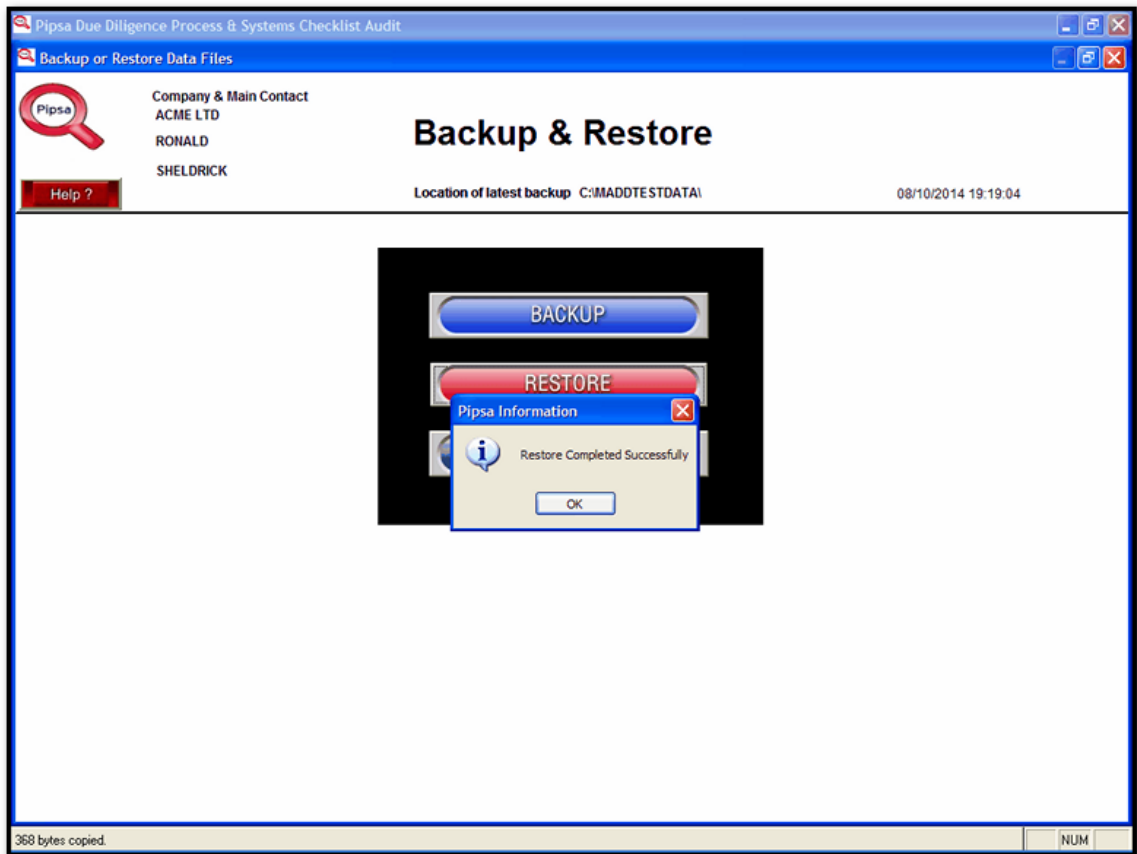 Pipsa Due Diligence Process & Systems Checklist Audit
Backup or Restore Data Files
Pipsa
Company & Main Contact
ACME LTD
RONALD
SHELDRICK
Backup & Restore
Help ?
Location of latest backup C:\MADDTESTDATA\ 08/10/2014 19:19:04
BACKUP
RESTORE
Pipsa Information
Restore Completed Successfully
OK
368 bytes copied. NUM